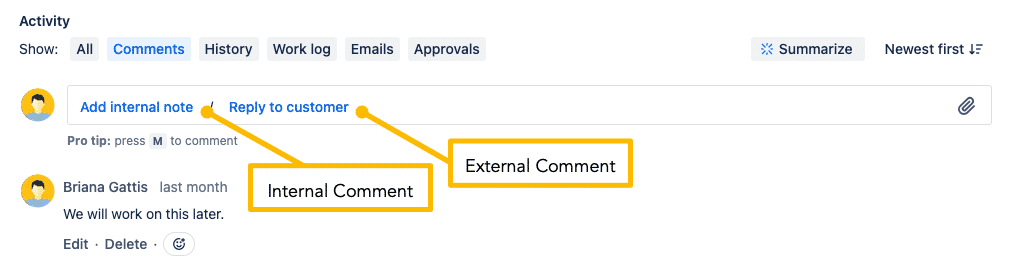 Activity
Show: All Comments History Work log Emails Approvals Summarize Newest first
Add internal note / Reply to customer
Pro tip: press M to comment
External Comment
Internal Comment
Briana Gattis last month
We will work on this later.
Edit · Delete ·